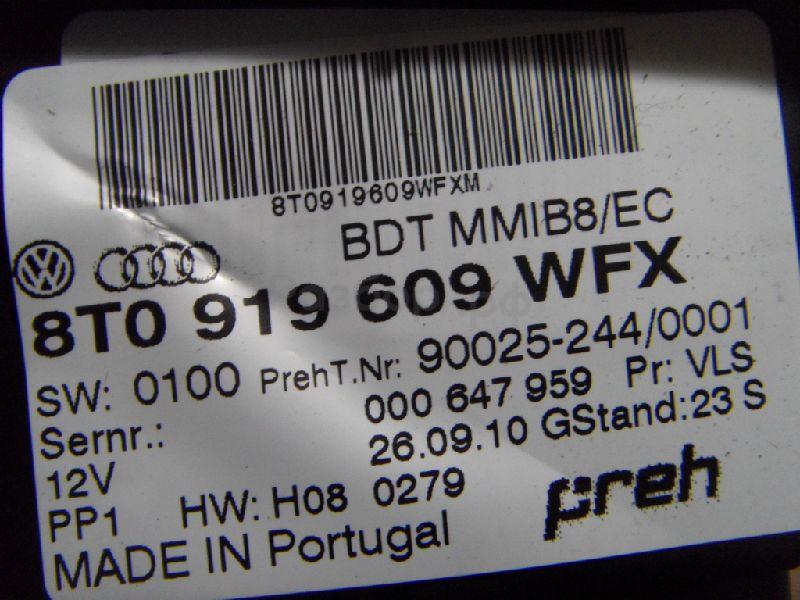 8T0919609WFXM
BDT MMIB8/EC
8T0 919 609 WFX
SW: 0100 PrehT.Nr: 90025-244/0001
Sernr.: 000 647 959 Pr: VLS
12V 26.09.10 GStand:23 S
PP1 HW: H08 0279
preh
MADE IN Portugal